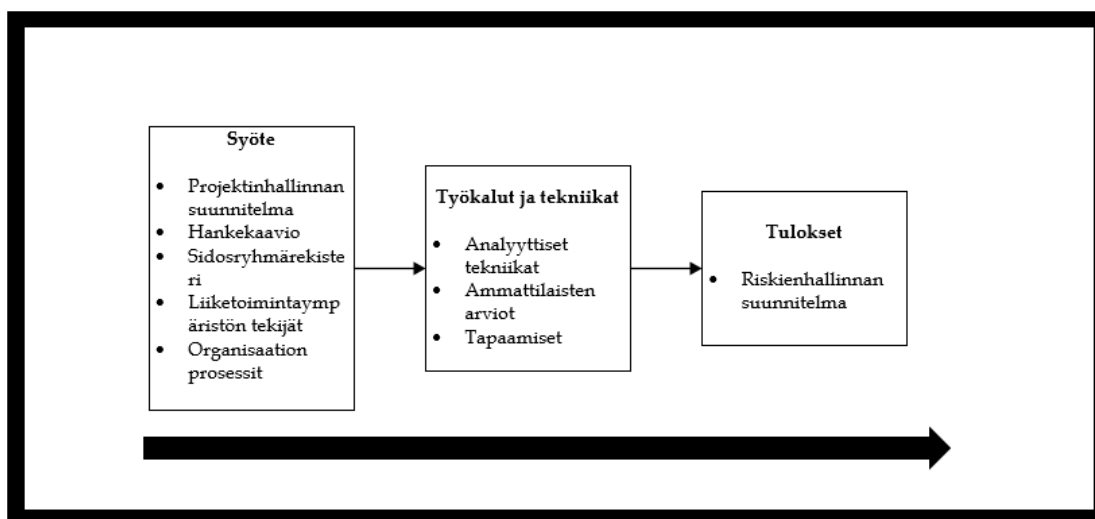 Syöte
• Projektinhallinnan
suunnitelma
• Hankekaavio
• Sidosryhmärekiste
ri
• Liiketoimintaymp
äristön tekijät
• Organisaation
prosessit
Työkalut ja tekniikat
• Analyyttiset
tekniikat
• Ammattilaisten
arviot
• Tapaamiset
Tulokset
• Riskienhallinnan
suunnitelma